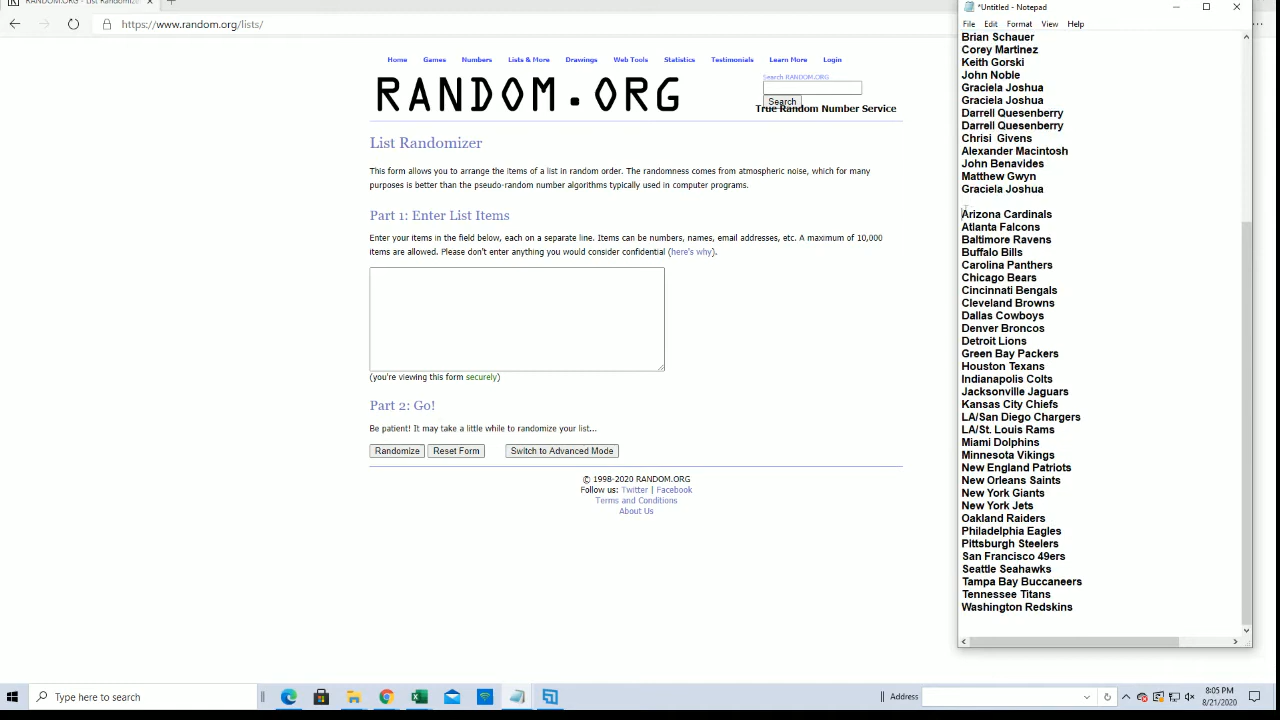 RANDOM.ORG - List Randomiz
https://www.random.org/lists/
Home Games Numbers Lists & More Drawings Web Tools Statistics Testimonials Learn More Login
RANDOM.ORG
Search RANDOM.ORG
Search
True Random Number Service
List Randomizer
This form allows you to arrange the items of a list in random order. The randomness comes from atmospheric noise, which for many
purposes is better than the pseudo-random number algorithms typically used in computer programs.
Part 1: Enter List Items
Enter your items in the field below, each on a separate line. Items can be numbers, names, email addresses, etc. A maximum of 10,000
items are allowed. Please don't enter anything you would consider confidential (here's why).
(you're viewing this form securely)
Part 2: Go!
Be patient! It may take a little while to randomize your list...
Randomize Reset Form Switch to Advanced Mode
© 1998-2020 RANDOM.ORG
Follow us: Twitter | Facebook
Terms and Conditions
About Us
*Untitled - Notepad
File Edit Format View Help
Brian Schauer
Corey Martinez
Keith Gorski
John Noble
Graciela Joshua
Graciela Joshua
Darrell Quesenberry
Darrell Quesenberry
Chrisi Givens
Alexander Macintosh
John Benavides
Matthew Gwyn
Graciela Joshua
Arizona Cardinals
Atlanta Falcons
Baltimore Ravens
Buffalo Bills
Carolina Panthers
Chicago Bears
Cincinnati Bengals
Cleveland Browns
Dallas Cowboys
Denver Broncos
Detroit Lions
Green Bay Packers
Houston Texans
Indianapolis Colts
Jacksonville Jaguars
Kansas City Chiefs
LA/San Diego Chargers
LA/St. Louis Rams
Miami Dolphins
Minnesota Vikings
New England Patriots
New Orleans Saints
New York Giants
New York Jets
Oakland Raiders
Philadelphia Eagles
Pittsburgh Steelers
San Francisco 49ers
Seattle Seahawks
Tampa Bay Buccaneers
Tennessee Titans
Washington Redskins
Type here to search
Address
8:05 PM
8/21/2020